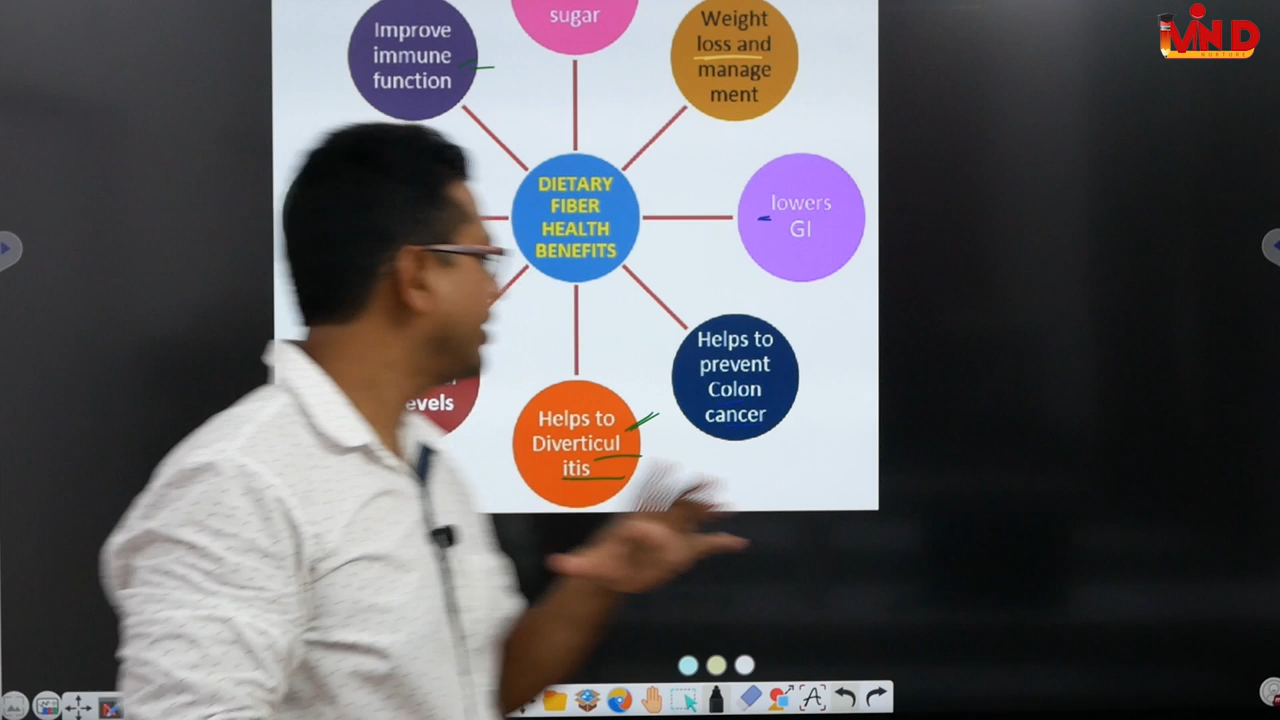 sugar
Improve
immune
function
Weight
loss and
manage
ment
MIND
NURTURE
DIETARY
FIBER
HEALTH
BENEFITS
lowers
GI
Helps to
prevent
Colon
cancer
evels
Helps to
Diverticul
itis